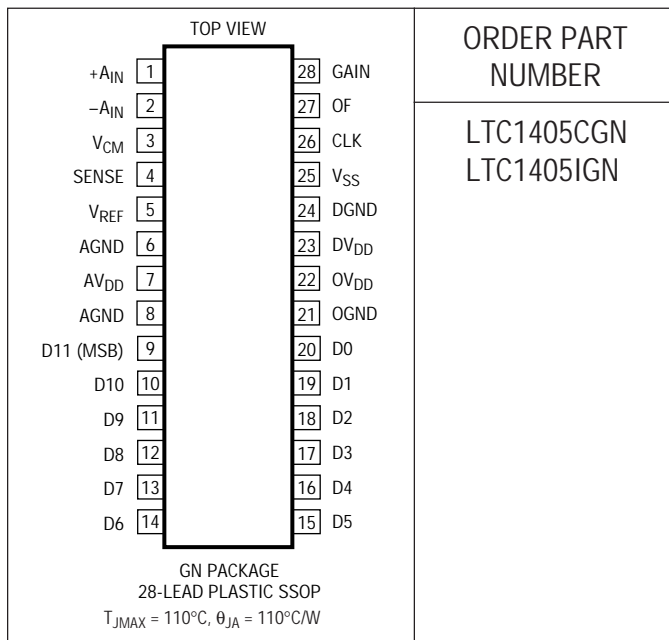 TOP VIEW
+AIN 1 28 GAIN
–AIN 2 27 OF
VCM 3 26 CLK
SENSE 4 25 VSS
VREF 5 24 DGND
AGND 6 23 DVDD
AVDD 7 22 OVDD
AGND 8 21 OGND
D11 (MSB) 9 20 D0
D10 10 19 D1
D9 11 18 D2
D8 12 17 D3
D7 13 16 D4
D6 14 15 D5
GN PACKAGE
28-LEAD PLASTIC SSOP
TJMAX = 110°C, θJA = 110°C/W
ORDER PART
NUMBER
LTC1405CGN
LTC1405IGN